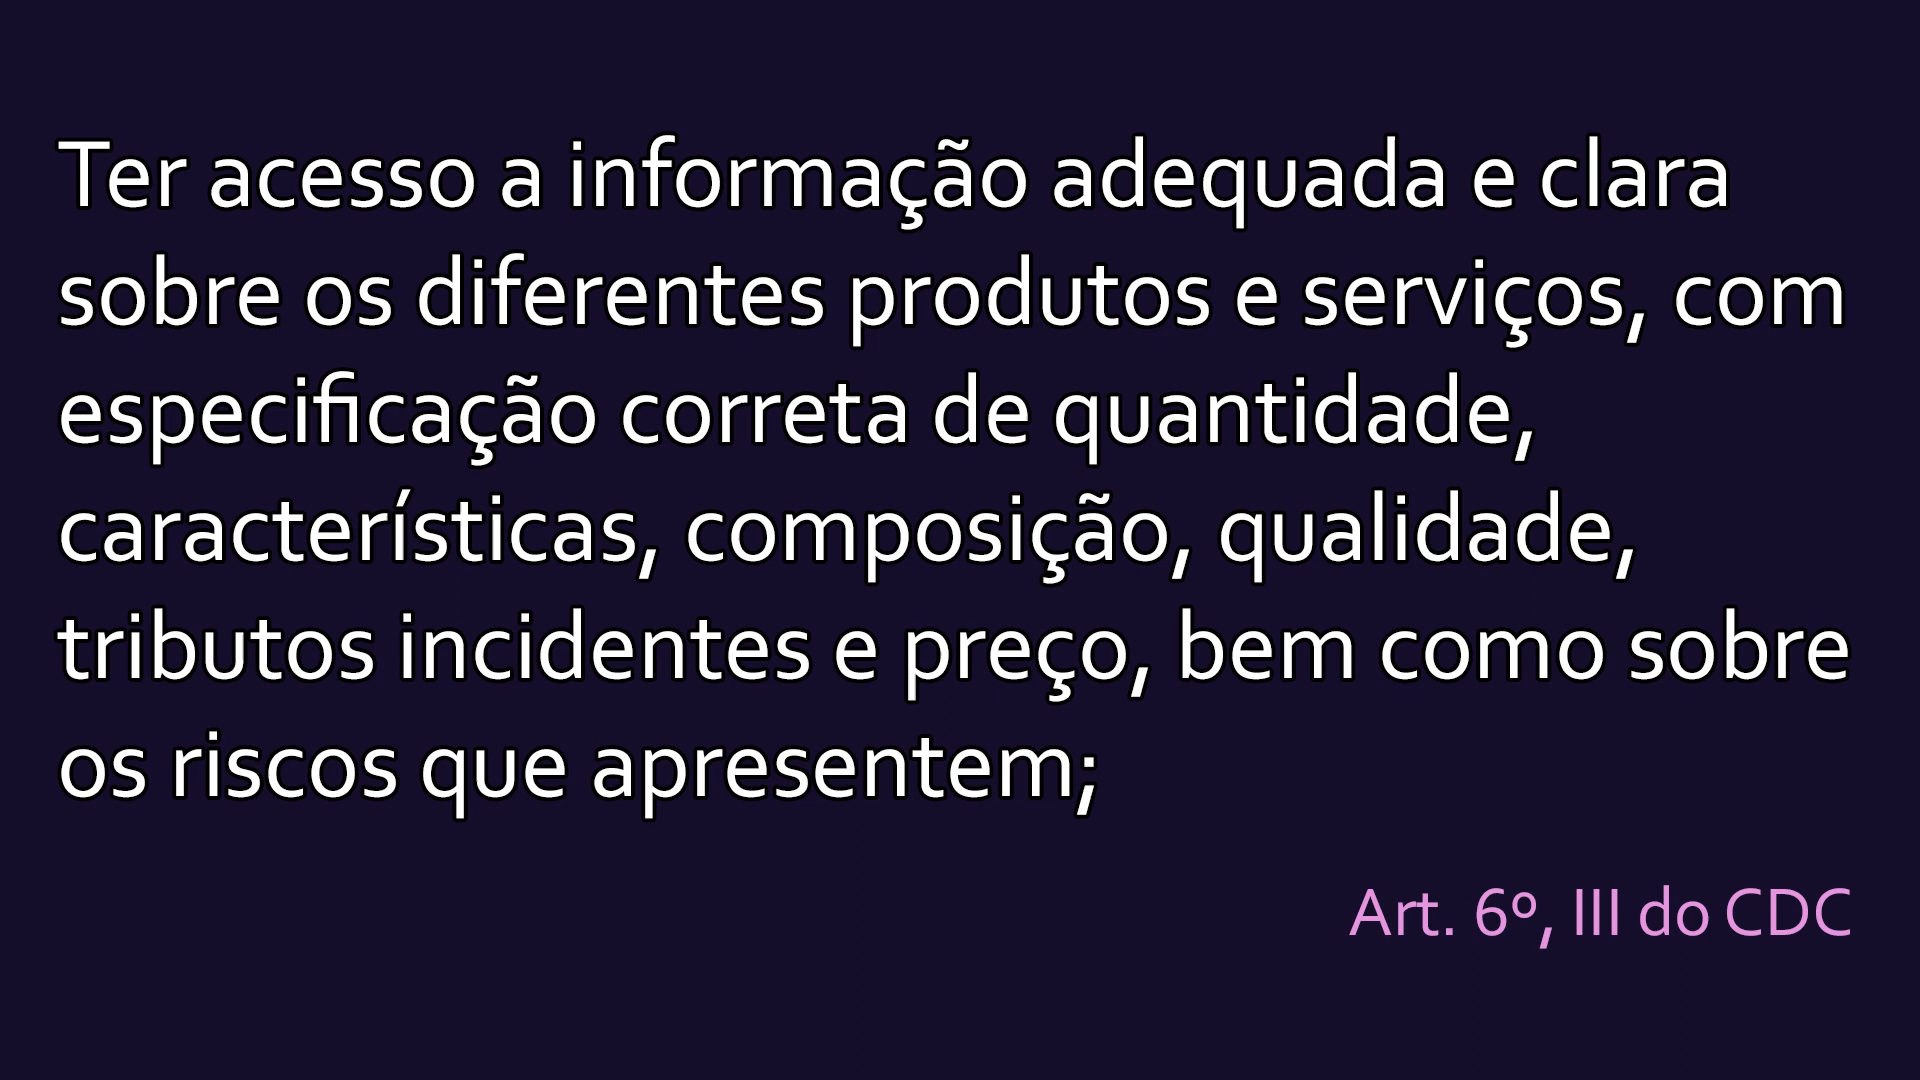 Ter acesso a informação adequada e clara
sobre os diferentes produtos e serviços, com
especificação correta de quantidade,
características, composição, qualidade,
tributos incidentes e preço, bem como sobre
os riscos que apresentem;
Art. 6º, III do CDC